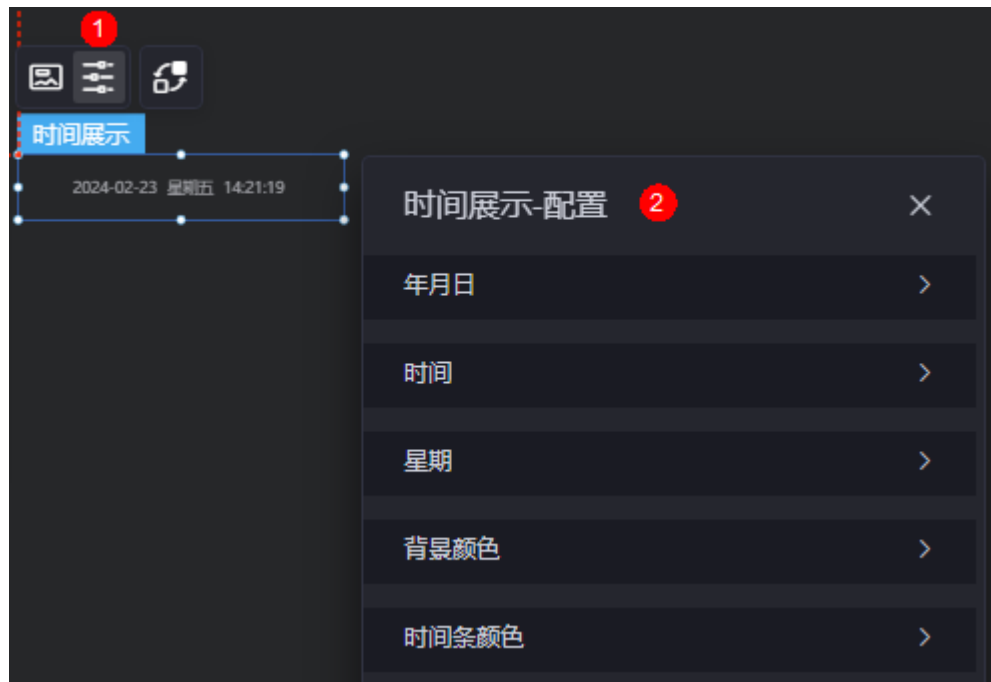 1
时间展示
2024-02-23 星期五 14:21:19
时间展示-配置 2
年月日
时间
星期
背景颜色
时间条颜色